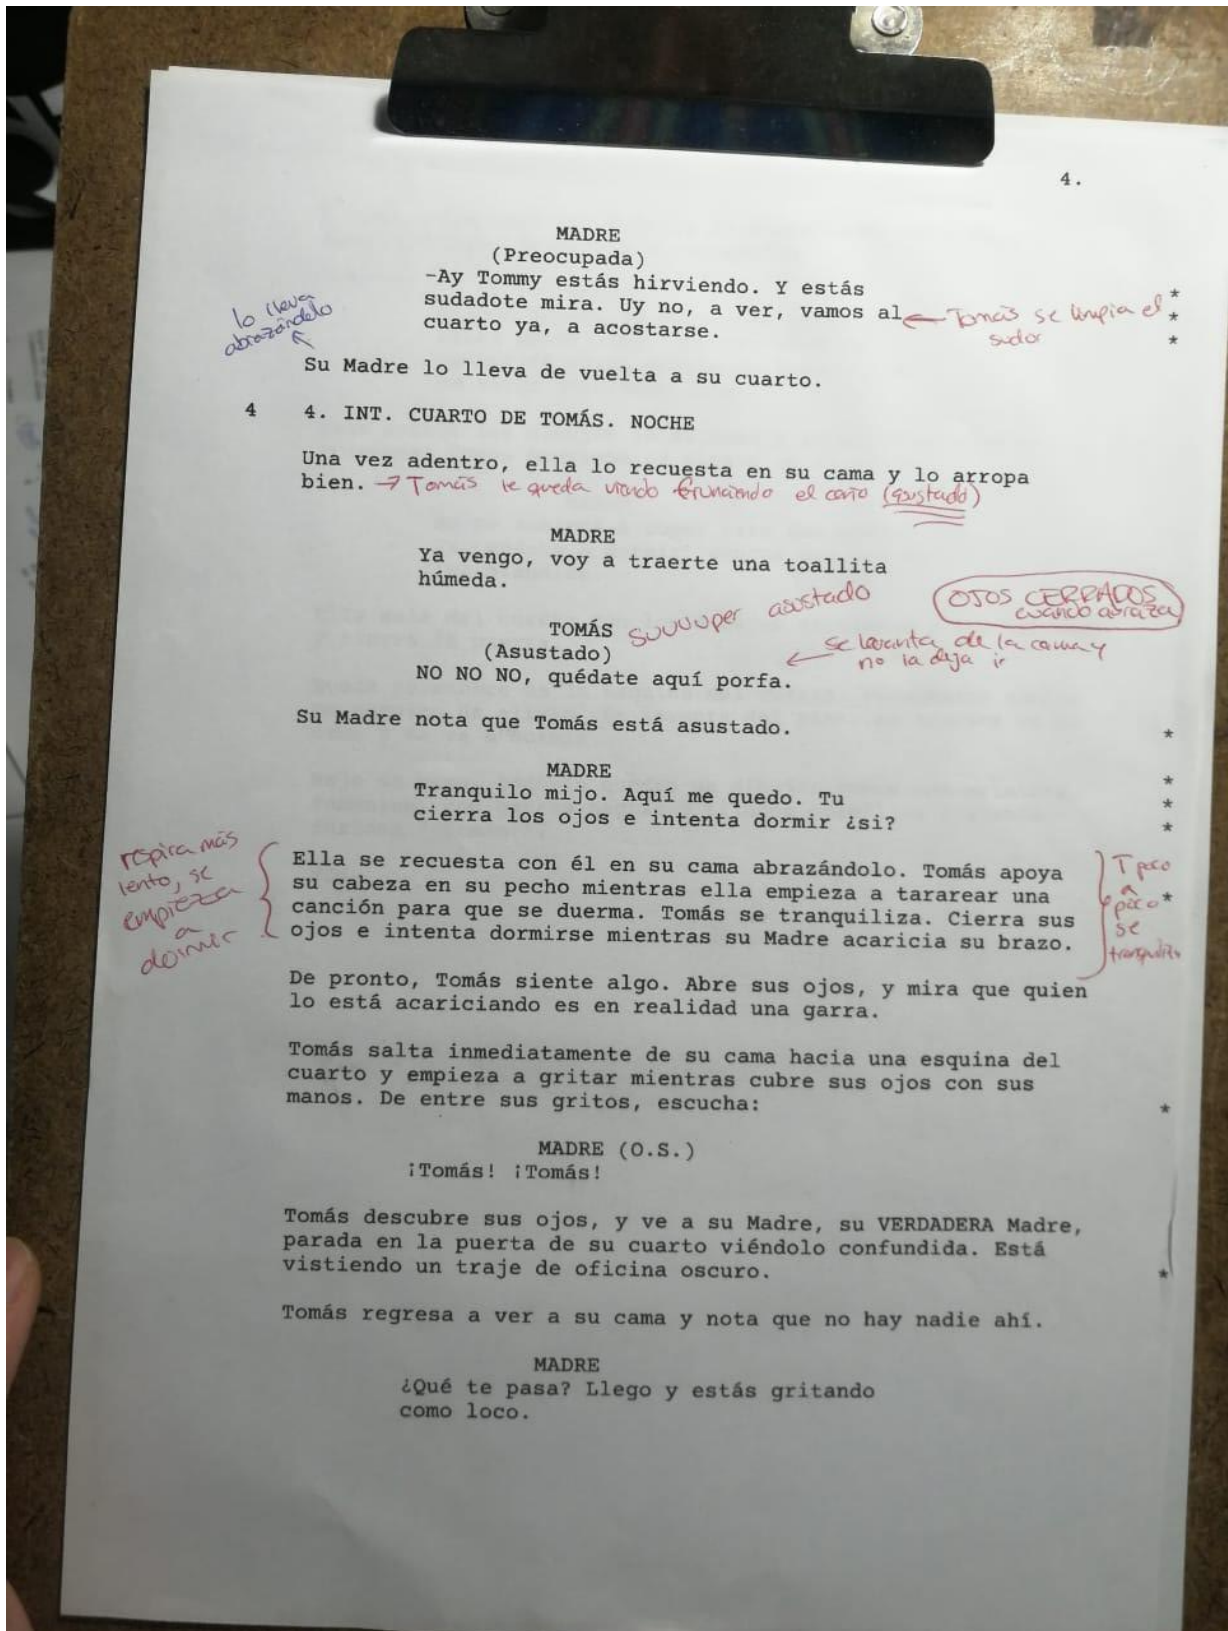 4.
MADRE
(Preocupada)
-Ay Tommy estás hirviendo. Y estás
sudadote mira. Uy no, a ver, vamos al
cuarto ya, a acostarse.
*
*
*
← Tomás se limpia el
sudor
lo lleva
abrazándolo
Su Madre lo lleva de vuelta a su cuarto.
4 4. INT. CUARTO DE TOMÁS. NOCHE
Una vez adentro, ella lo recuesta en su cama y lo arropa
bien. → Tomás le queda viendo frunciendo el ceño (asustado)
MADRE
Ya vengo, voy a traerte una toallita
húmeda.
OJOS CERRADOS
cuando abraza
TOMÁS suuuuper asustado
(Asustado)
NO NO NO, quédate aquí porfa.
← se levanta de la cama y
no la deja ir
Su Madre nota que Tomás está asustado. *
MADRE *
Tranquilo mijo. Aquí me quedo. Tu *
cierra los ojos e intenta dormir ¿si? *
respira más
lento, se
empieza
a
dormir
Ella se recuesta con él en su cama abrazándolo. Tomás apoya
su cabeza en su pecho mientras ella empieza a tararear una
canción para que se duerma. Tomás se tranquiliza. Cierra sus *
ojos e intenta dormirse mientras su Madre acaricia su brazo.
T poco
a
poco
se
De pronto, Tomás siente algo. Abre sus ojos, y mira que quien
lo está acariciando es en realidad una garra.
Tomás salta inmediatamente de su cama hacia una esquina del
cuarto y empieza a gritar mientras cubre sus ojos con sus
manos. De entre sus gritos, escucha: *
MADRE (O.S.)
¡Tomás! ¡Tomás!
Tomás descubre sus ojos, y ve a su Madre, su VERDADERA Madre,
parada en la puerta de su cuarto viéndolo confundida. Está
vistiendo un traje de oficina oscuro. *
Tomás regresa a ver a su cama y nota que no hay nadie ahí.
MADRE
¿Qué te pasa? Llego y estás gritando
como loco.